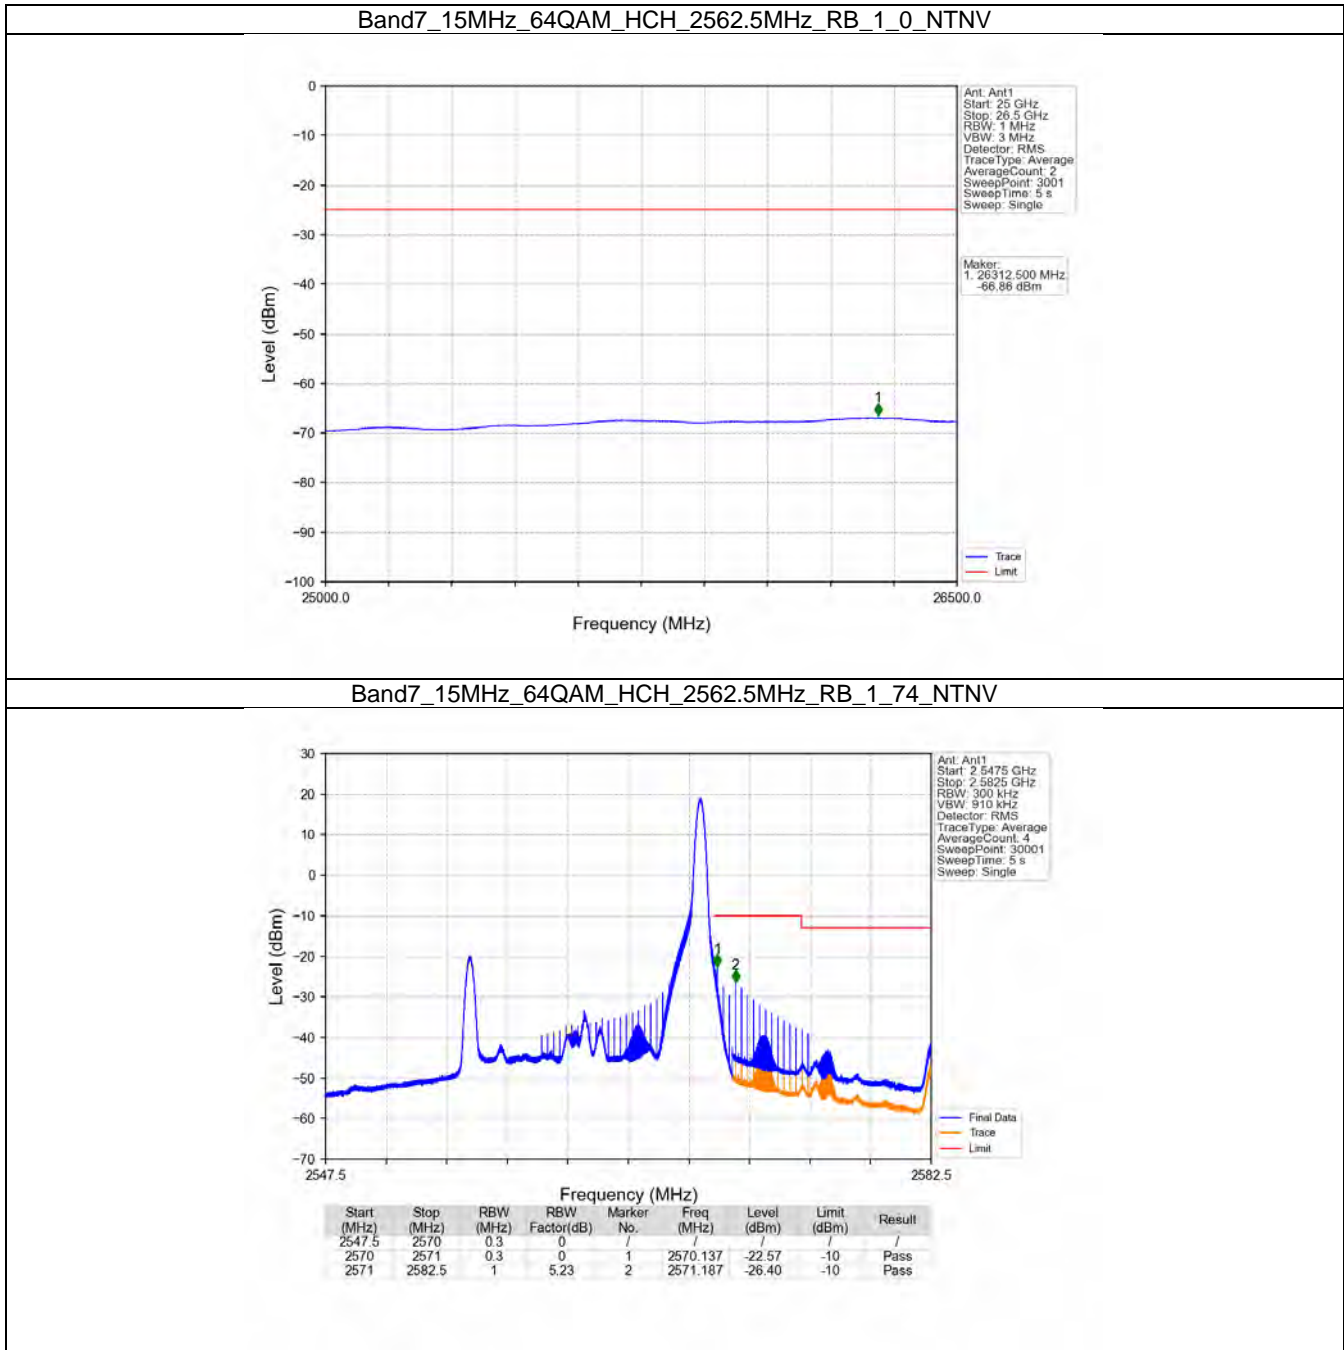 Band7_15MHz_64QAM_HCH_2562.5MHz_RB_1_0_NTNV
Ant: Ant1
Start: 25 GHz
Stop: 26.5 GHz
RBW: 1 MHz
VBW: 3 MHz
Detector: RMS
TraceType: Average
AverageCount: 2
SweepPoint: 3001
SweepTime: 5 s
Sweep: Single
Maker:
1. 26312.500 MHz
-66.86 dBm
0
−10
−20
−30
−40
−50
−60
−70
−80
−90
−100
Level (dBm)
1
Trace
Limit
25000.0 26500.0
Frequency (MHz)
Band7_15MHz_64QAM_HCH_2562.5MHz_RB_1_74_NTNV
Ant: Ant1
Start: 2.5475 GHz
Stop: 2.5825 GHz
RBW: 300 kHz
VBW: 910 kHz
Detector: RMS
TraceType: Average
AverageCount: 4
SweepPoint: 30001
SweepTime: 5 s
Sweep: Single
30
20
10
0
−10
−20
−30
−40
−50
−60
−70
Level (dBm)
1
2
Final Data
Trace
Limit
2547.5 2582.5
Frequency (MHz)
Start (MHz) Stop (MHz) RBW (MHz) RBW Factor(dB) Marker No. Freq (MHz) Level (dBm) Limit (dBm) Result
2547.5 2570 0.3 0 / / / / /
2570 2571 0.3 0 1 2570.137 -22.57 -10 Pass
2571 2582.5 1 5.23 2 2571.187 -26.40 -10 Pass